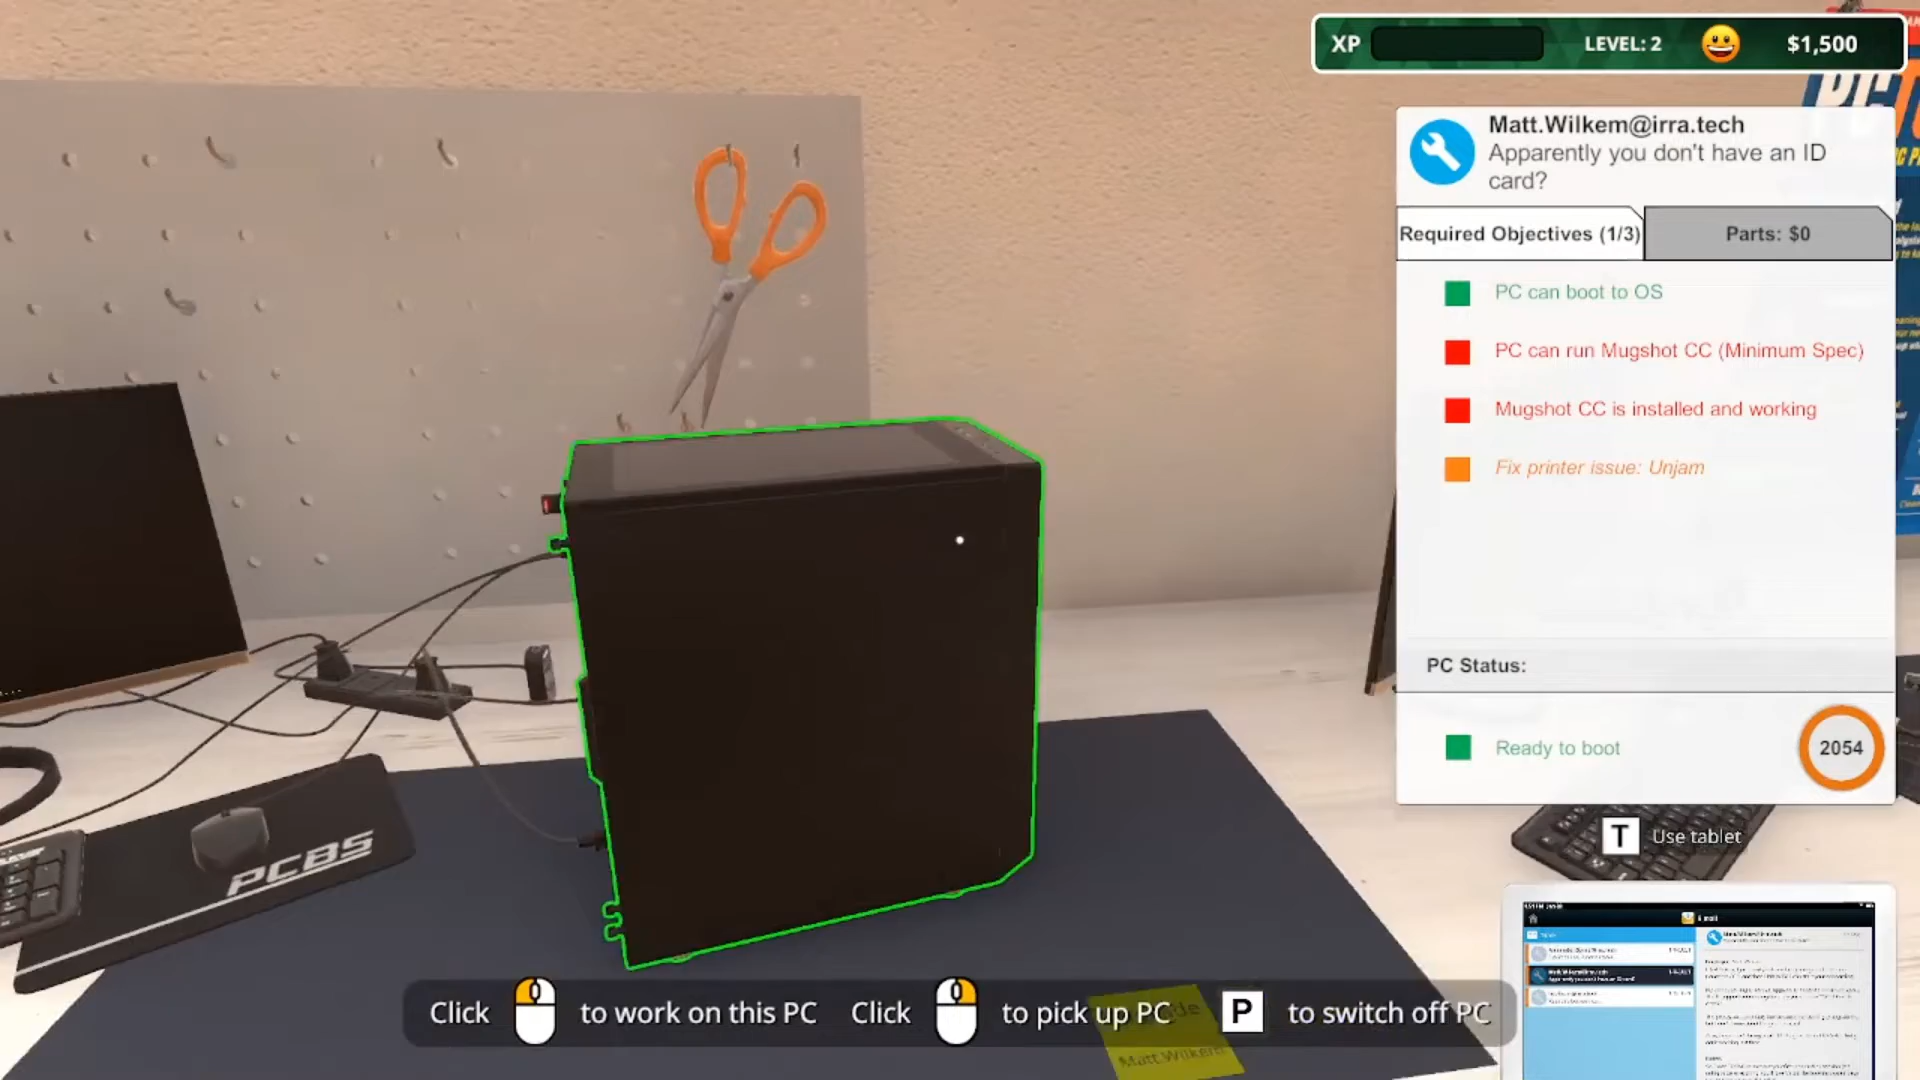 XP
LEVEL: 2
$1,500
Matt.Wilkem@irra.tech
Apparently you don't have an ID
card?
Required Objectives (1/3)
Parts: $0
PC can boot to OS
PC can run Mugshot CC (Minimum Spec)
Mugshot CC is installed and working
Fix printer issue: Unjam
PC Status:
Ready to boot
2054
T
Use tablet
PCBS
Click
to work on this PC
Click
to pick up PC
P
to switch off PC
Matt.Wilkem